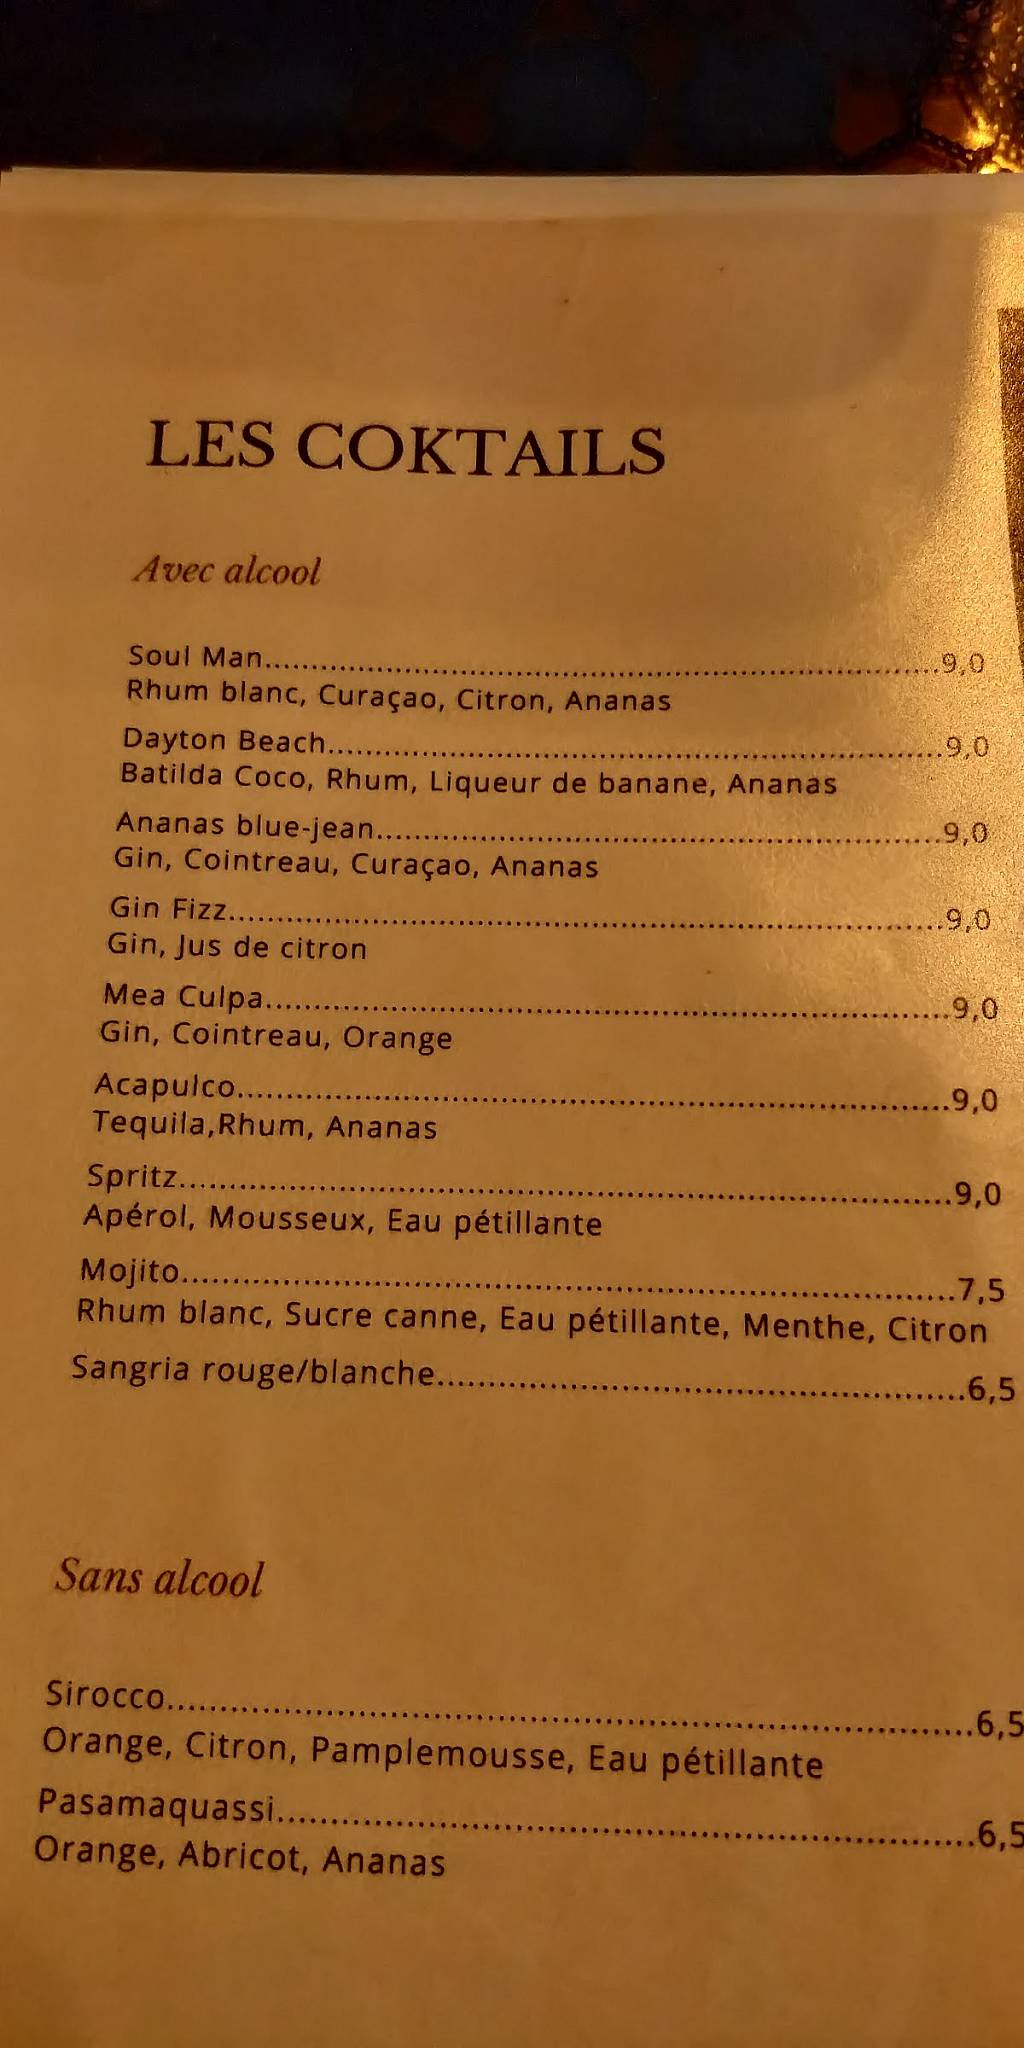 LES COKTAILS
Avec alcool
Soul Man..........................................................................9,0
Rhum blanc, Curaçao, Citron, Ananas
Dayton Beach..................................................................9,0
Batilda Coco, Rhum, Liqueur de banane, Ananas
Ananas blue-jean............................................................9,0
Gin, Cointreau, Curaçao, Ananas
Gin Fizz............................................................................9,0
Gin, Jus de citron
Mea Culpa.........................................................................9,0
Gin, Cointreau, Orange
Acapulco...........................................................................9,0
Tequila,Rhum, Ananas
Spritz.................................................................................9,0
Apérol, Mousseux, Eau pétillante
Mojito................................................................................7,5
Rhum blanc, Sucre canne, Eau pétillante, Menthe, Citron
Sangria rouge/blanche.....................................................6,5
Sans alcool
Sirocco..............................................................................6,5
Orange, Citron, Pamplemousse, Eau pétillante
Pasamaquassi...................................................................6,5
Orange, Abricot, Ananas